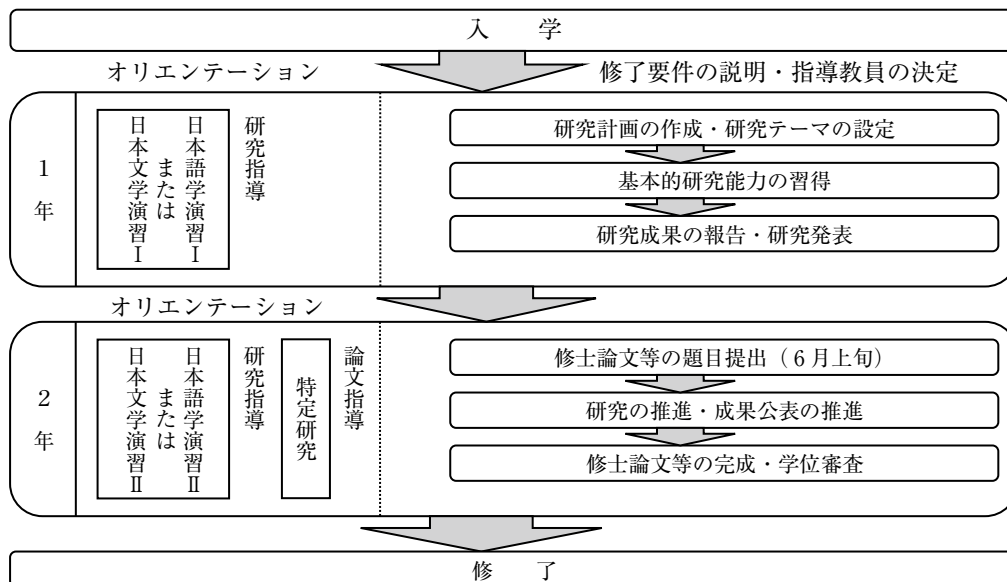 入　学
オリエンテーション
修了要件の説明・指導教員の決定
1年
日本語学演習Ⅰ
または
日本文学演習Ⅰ
研究指導
研究計画の作成・研究テーマの設定
基本的研究能力の習得
研究成果の報告・研究発表
オリエンテーション
2年
日本語学演習Ⅱ
または
日本文学演習Ⅱ
研究指導
特定研究
論文指導
修士論文等の題目提出（６月上旬）
研究の推進・成果公表の推進
修士論文等の完成・学位審査
修　了